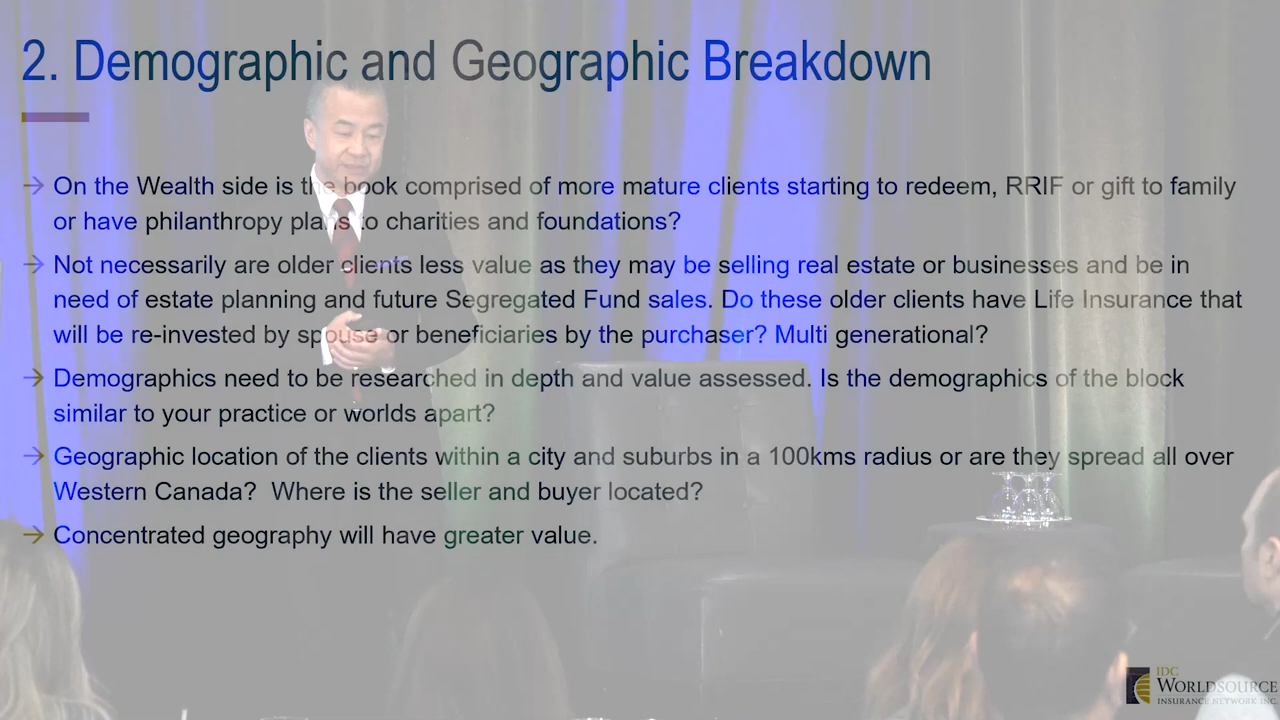 2. Demographic and Geographic Breakdown
→ On the Wealth side is the book comprised of more mature clients starting to redeem, RRIF or gift to family
or have philanthropy plans to charities and foundations?
→ Not necessarily are older clients less value as they may be selling real estate or businesses and be in
need of estate planning and future Segregated Fund sales. Do these older clients have Life Insurance that
will be re-invested by spouse or beneficiaries by the purchaser? Multi generational?
→ Demographics need to be researched in depth and value assessed. Is the demographics of the block
similar to your practice or worlds apart?
→ Geographic location of the clients within a city and suburbs in a 100kms radius or are they spread all over
Western Canada?  Where is the seller and buyer located?
→ Concentrated geography will have greater value.
IDC
WORLDSOURCE
INSURANCE NETWORK INC.